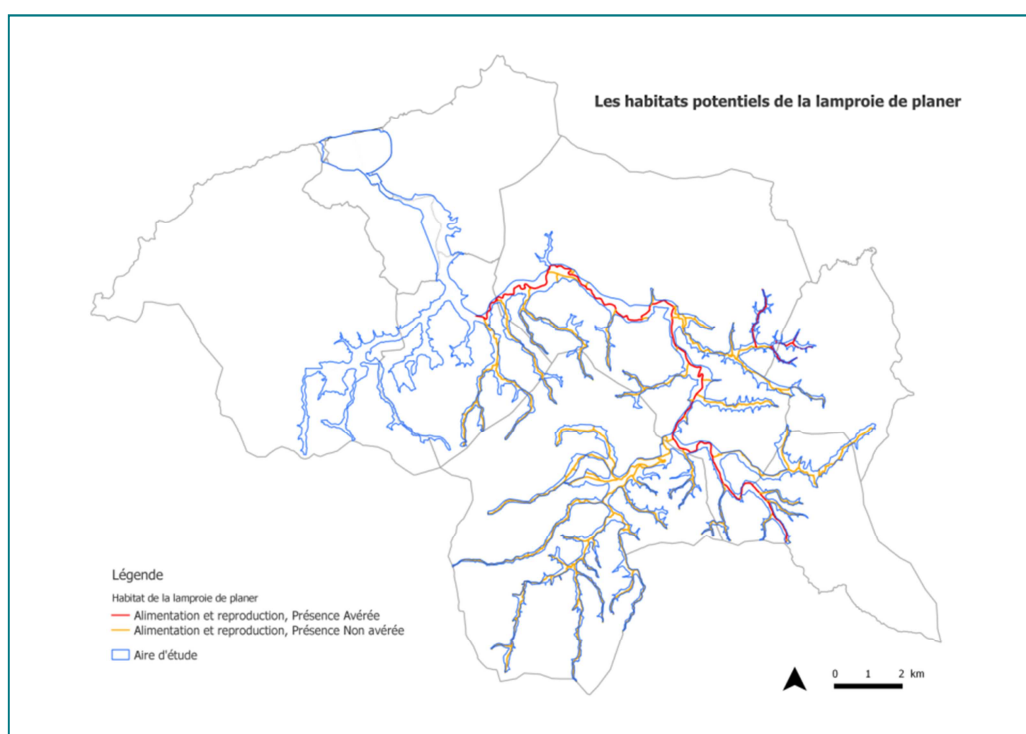 Les habitats potentiels de la lamproie de planer
Légende
Habitat de la lamproie de planer
Alimentation et reproduction, Présence Avérée
Alimentation et reproduction, Présence Non avérée
Aire d'étude
0 1 2 km